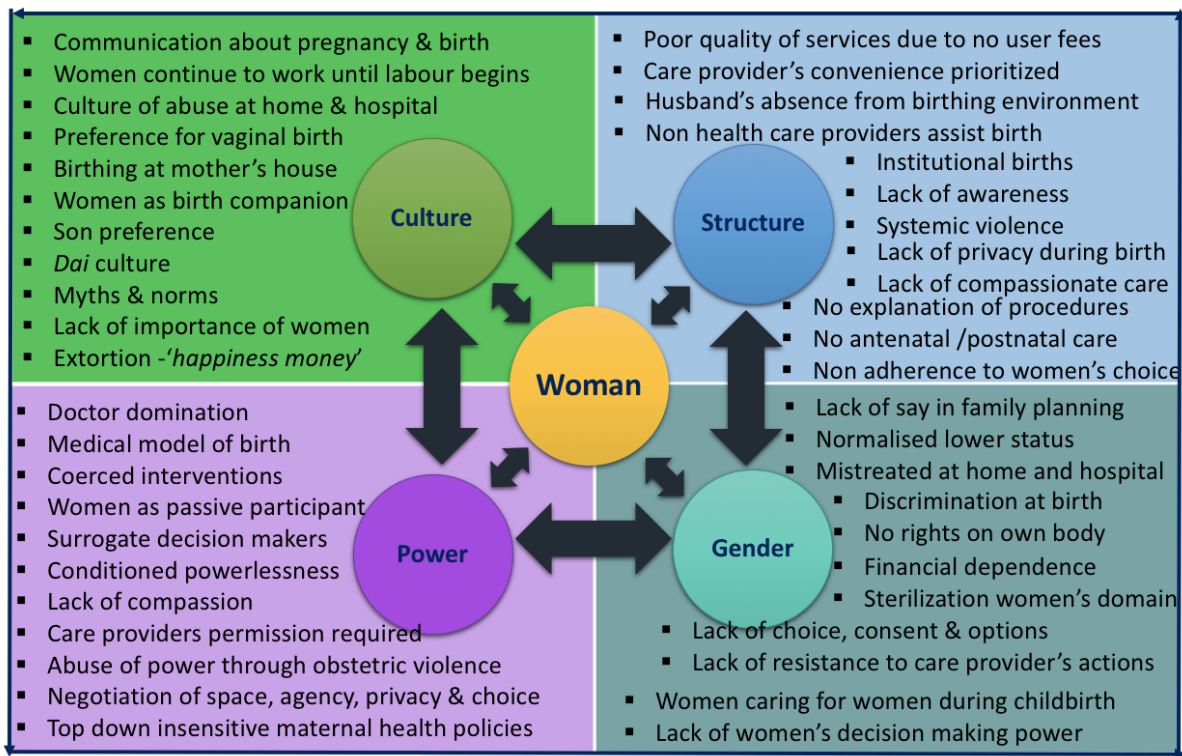 ▪ Communication about pregnancy & birth
▪ Women continue to work until labour begins
▪ Culture of abuse at home & hospital
▪ Preference for vaginal birth
▪ Birthing at mother's house
▪ Women as birth companion
▪ Son preference
▪ Dai culture
▪ Myths & norms
▪ Lack of importance of women
▪ Extortion -‘happiness money’
Culture
▪ Poor quality of services due to no user fees
▪ Care provider’s convenience prioritized
▪ Husband’s absence from birthing environment
▪ Non health care providers assist birth
▪ Institutional births
▪ Lack of awareness
▪ Systemic violence
▪ Lack of privacy during birth
▪ Lack of compassionate care
▪ No explanation of procedures
▪ No antenatal /postnatal care
▪ Non adherence to women’s choice
Structure
Woman
▪ Doctor domination
▪ Medical model of birth
▪ Coerced interventions
▪ Women as passive participant
▪ Surrogate decision makers
▪ Conditioned powerlessness
▪ Lack of compassion
▪ Care providers permission required
▪ Abuse of power through obstetric violence
▪ Negotiation of space, agency, privacy & choice
▪ Top down insensitive maternal health policies
Power
▪ Lack of say in family planning
▪ Normalised lower status
▪ Mistreated at home and hospital
▪ Discrimination at birth
▪ No rights on own body
▪ Financial dependence
▪ Sterilization women’s domain
▪ Lack of choice, consent & options
▪ Lack of resistance to care provider’s actions
▪ Women caring for women during childbirth
▪ Lack of women’s decision making power
Gender